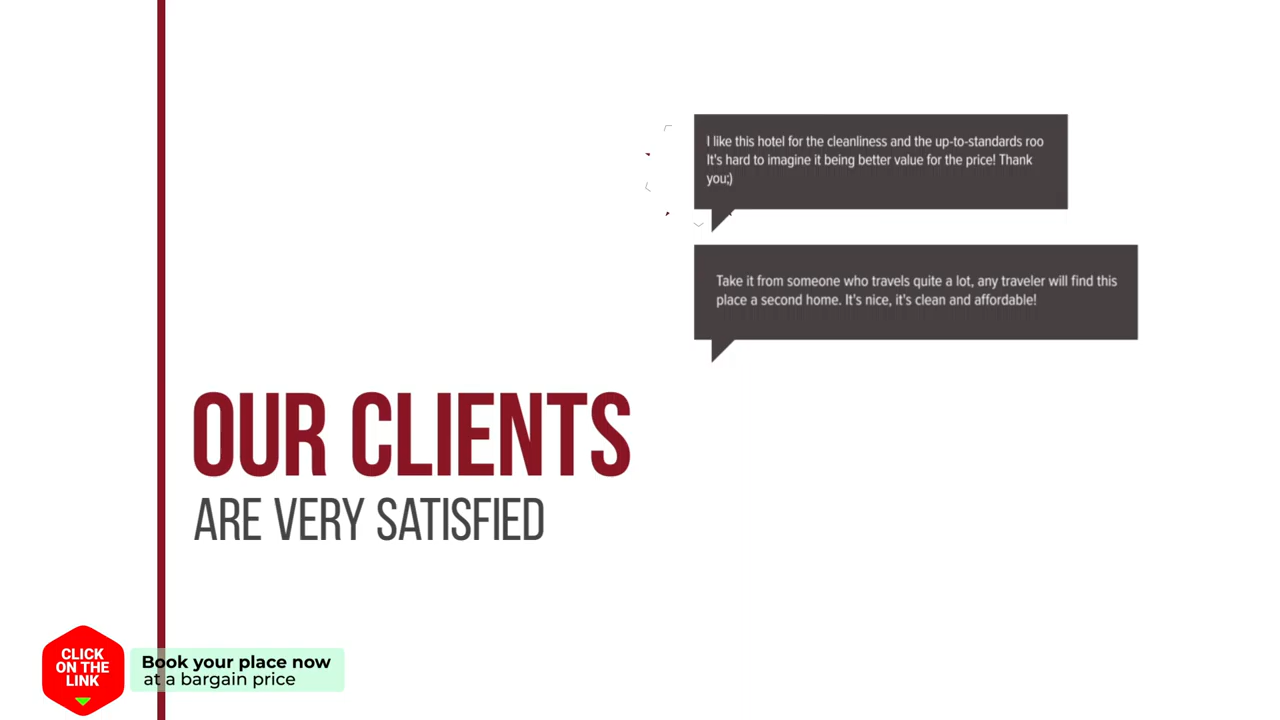 I like this hotel for the cleanliness and the up-to-standards roo
It's hard to imagine it being better value for the price! Thank
you;)
Take it from someone who travels quite a lot, any traveler will find this
place a second home. It's nice, it's clean and affordable!
OUR CLIENTS
ARE VERY SATISFIED
CLICK
ON THE
LINK
Book your place now
at a bargain price